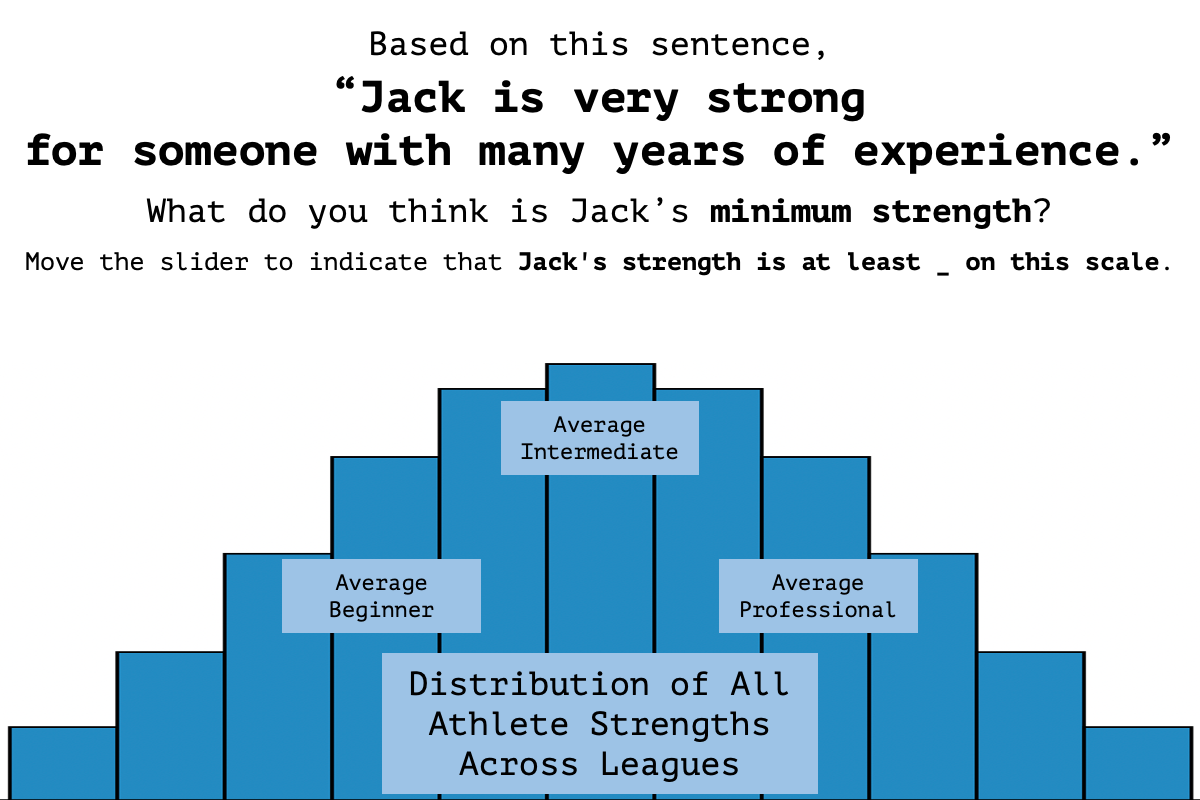 Based on this sentence,
“Jack is very strong
for someone with many years of experience.”
What do you think is Jack’s minimum strength?
Move the slider to indicate that Jack's strength is at least _ on this scale.
Average
Intermediate
Average
Beginner
Average
Professional
Distribution of All
Athlete Strengths
Across Leagues